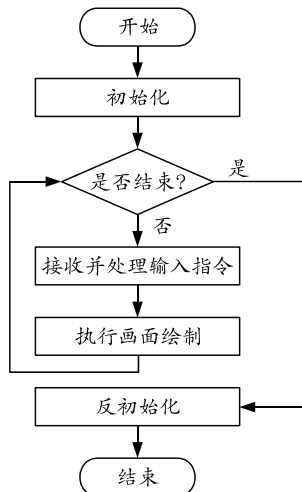 开始
初始化
是否结束?
是
否
接收并处理输入指令
执行画面绘制
反初始化
结束